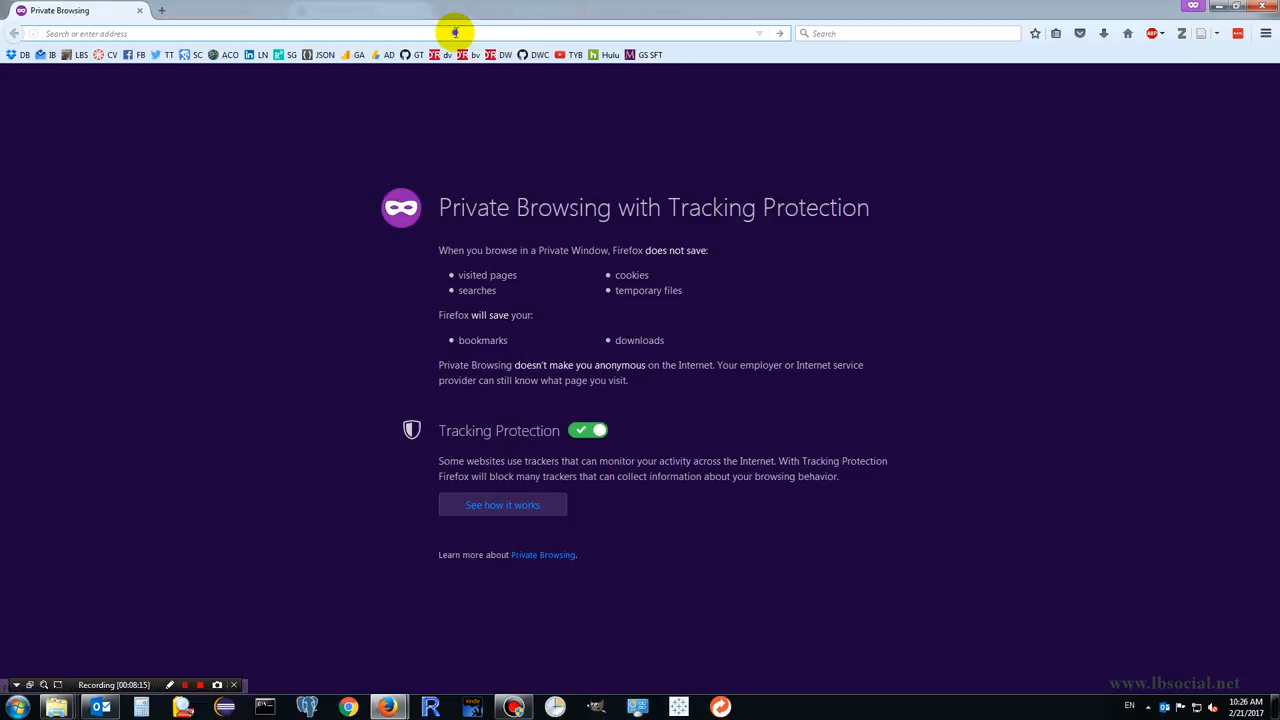 Private Browsing
Search or enter address
Search
DB IB LBS CV FB TT SC ACO LN SG JSON GA AD GT dv bv DW DWC TYB Hulu GS SFT
Private Browsing with Tracking Protection
When you browse in a Private Window, Firefox does not save:
visited pages
cookies
searches
temporary files
Firefox will save your:
bookmarks
downloads
Private Browsing doesn't make you anonymous on the Internet. Your employer or Internet service
provider can still know what page you visit.
Tracking Protection
Some websites use trackers that can monitor your activity across the Internet. With Tracking Protection
Firefox will block many trackers that can collect information about your browsing behavior.
See how it works
Learn more about Private Browsing.
Recording [00:08:15]
www.lbsocial.net
EN
10:26 AM
2/21/2017